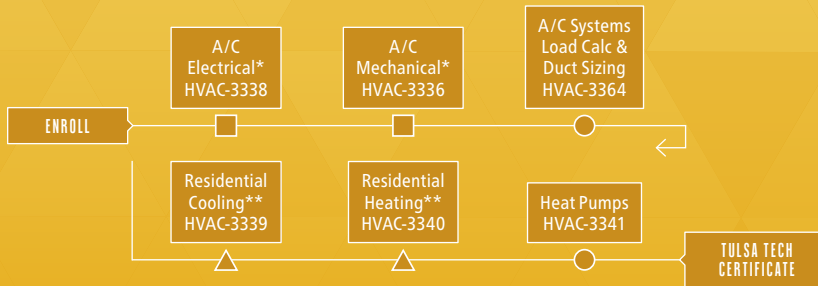 ENROLL
A/C
Electrical*
HVAC-3338
A/C
Mechanical*
HVAC-3336
A/C Systems
Load Calc &
Duct Sizing
HVAC-3364
Residential
Cooling**
HVAC-3339
Residential
Heating**
HVAC-3340
Heat Pumps
HVAC-3341
TULSA TECH
CERTIFICATE